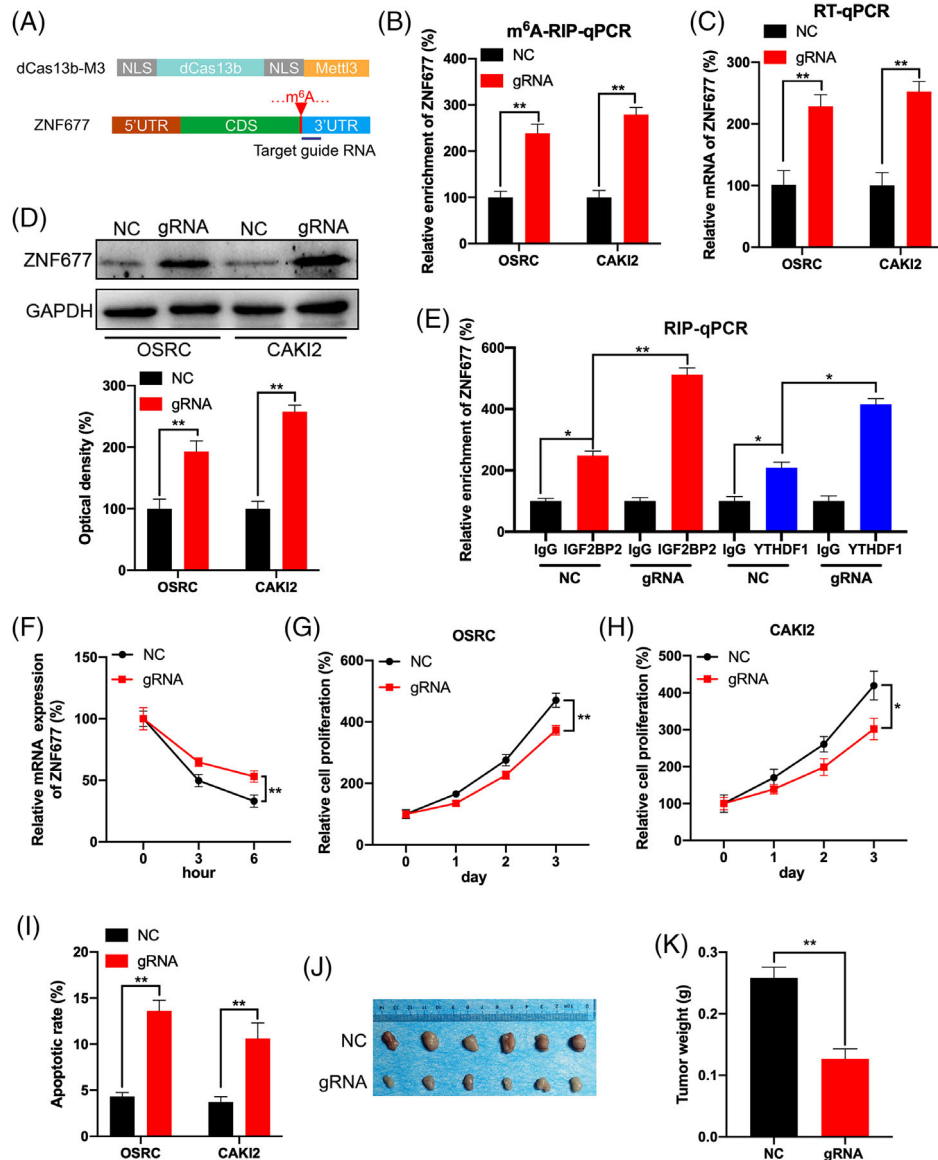 (A)
dCas13b-M3 NLS dCas13b NLS Mettl3
...m⁶A...
ZNF677 5'UTR CDS 3'UTR
Target guide RNA
(B)
m⁶A-RIP-qPCR
NC
gRNA
Relative enrichment of ZNF677 (%)
400
300
200
100
0
** **
OSRC CAKI2
(C)
RT-qPCR
NC
gRNA
Relative mRNA of ZNF677 (%)
300
200
100
0
** **
OSRC CAKI2
(D)
NC gRNA NC gRNA
ZNF677
GAPDH
OSRC CAKI2
NC
gRNA
Optical density (%)
300
200
100
0
** **
OSRC CAKI2
(E)
RIP-qPCR
Relative enrichment of ZNF677 (%)
600
400
200
0
* ** * *
IgG IGF2BP2 IgG IGF2BP2 IgG YTHDF1 IgG YTHDF1
NC gRNA NC gRNA
(F)
NC
gRNA
Relative mRNA expression
of ZNF677 (%)
150
100
50
0
**
0 3 6
hour
(G)
OSRC
NC
gRNA
Relative cell proliferation (%)
600
400
200
0
**
0 1 2 3
day
(H)
CAKI2
NC
gRNA
Relative cell proliferation (%)
500
400
300
200
100
0
*
0 1 2 3
day
(I)
NC
gRNA
Apoptotic rate (%)
20
15
10
5
0
** **
OSRC CAKI2
(J)
NC
gRNA
(K)
Tumor weight (g)
0.3
0.2
0.1
0.0
**
NC gRNA